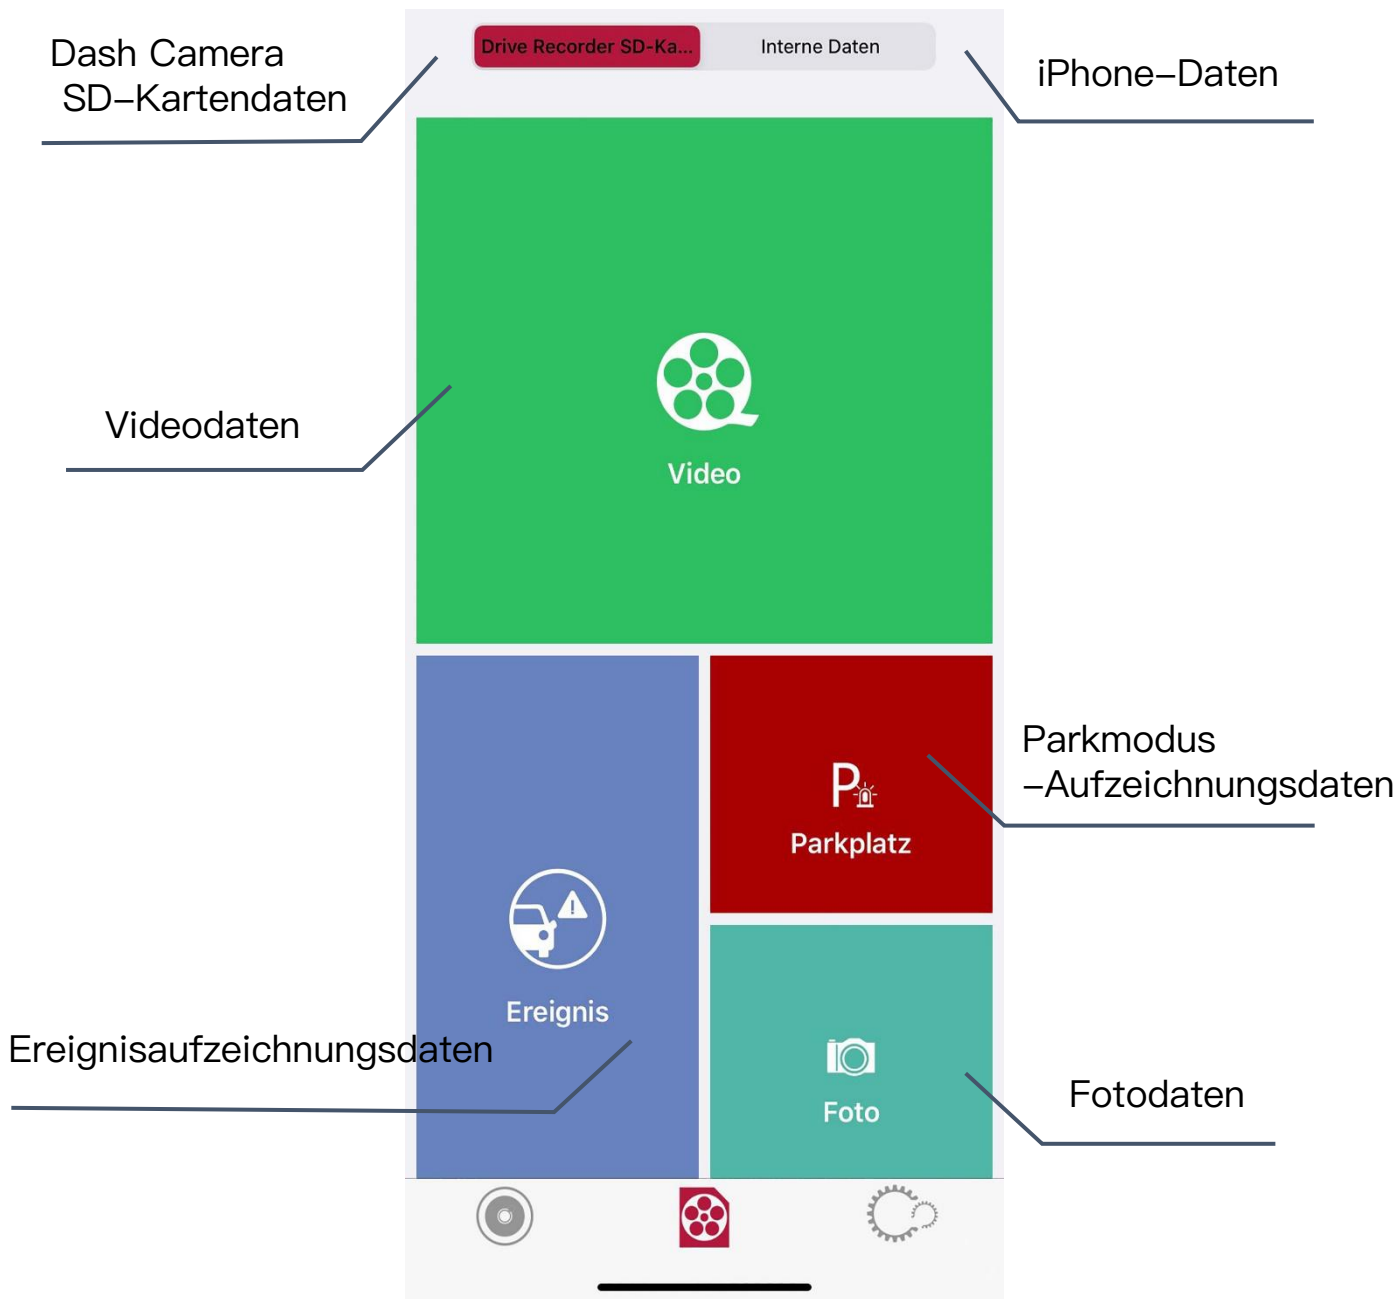 Dash Camera
SD-Kartendaten
Drive Recorder SD-Ka...
Interne Daten
iPhone-Daten
Videodaten
Video
Parkmodus
-Aufzeichnungsdaten
P
Parkplatz
Ereignis
Ereignisaufzeichnungsdaten
Foto
Fotodaten